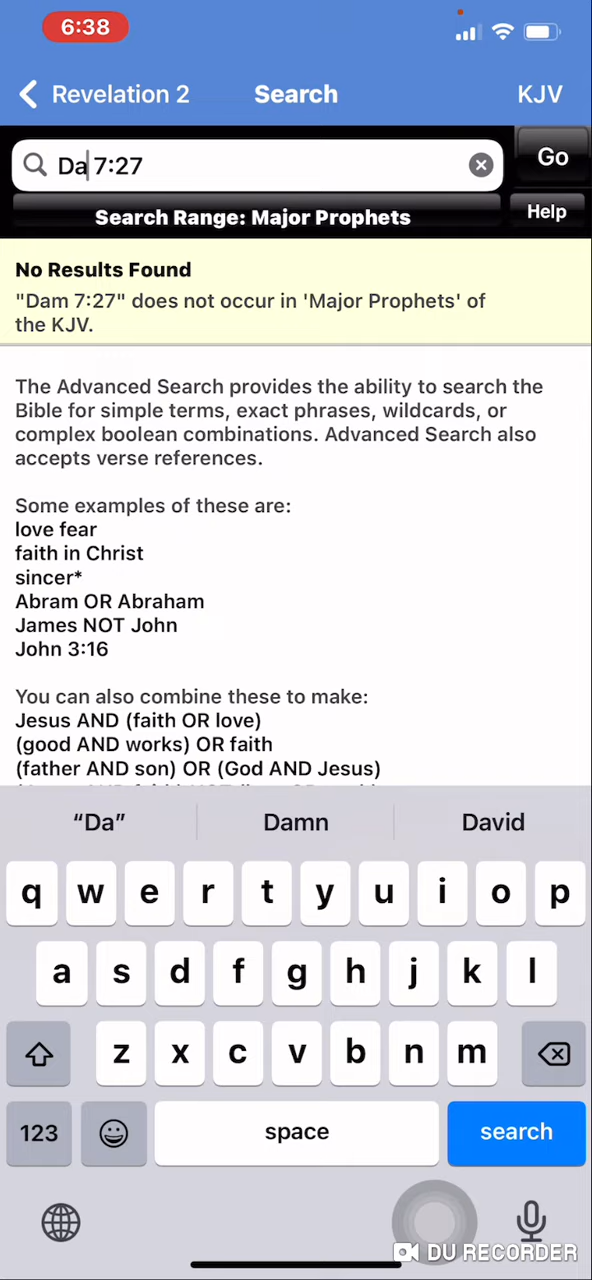 6:38
Revelation 2
Search
KJV
Da 7:27
Go
Search Range: Major Prophets
Help
No Results Found
"Dam 7:27" does not occur in 'Major Prophets' of
the KJV.
The Advanced Search provides the ability to search the
Bible for simple terms, exact phrases, wildcards, or
complex boolean combinations. Advanced Search also
accepts verse references.
Some examples of these are:
love fear
faith in Christ
sincer*
Abram OR Abraham
James NOT John
John 3:16
You can also combine these to make:
Jesus AND (faith OR love)
(good AND works) OR faith
(father AND son) OR (God AND Jesus)
“Da”
Damn
David
q w e r t y u i o p
a s d f g h j k l
z x c v b n m
123
space
search
DU RECORDER